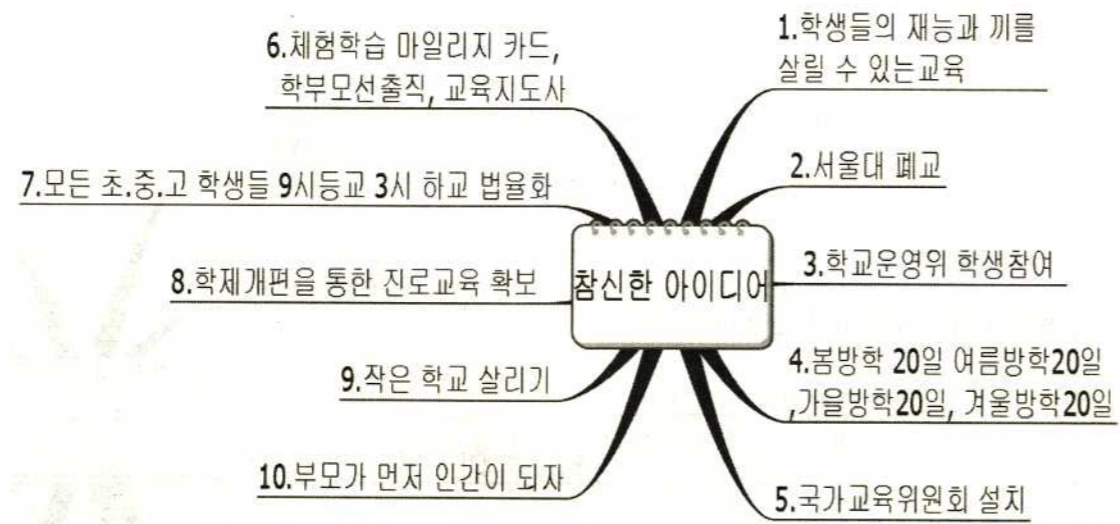 참신한 아이디어
1.학생들의 재능과 끼를
살릴 수 있는교육
2.서울대 폐교
3.학교운영위 학생참여
4.봄방학 20일 여름방학20일
,가을방학20일, 겨울방학20일
5.국가교육위원회 설치
6.체험학습 마일리지 카드,
학부모선출직, 교육지도사
7.모든 초.중.고 학생들 9시등교 3시 하교 법율화
8.학제개편을 통한 진로교육 확보
9.작은 학교 살리기
10.부모가 먼저 인간이 되자